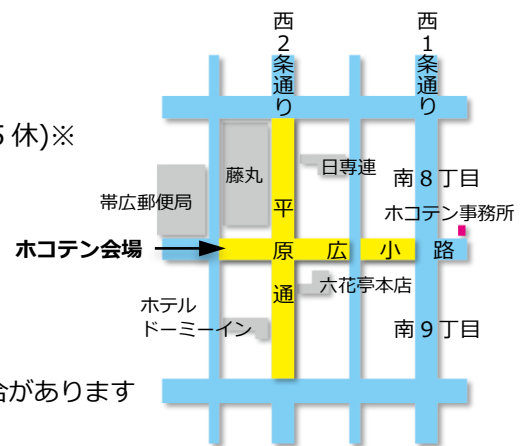 西2条通り
西1条通り
5休)※
藤丸
日専連
南8丁目
帯広郵便局
平原通
ホコテン事務所
ホコテン会場
広小路
六花亭本店
ホテル
ドーミーイン
南9丁目
合があります